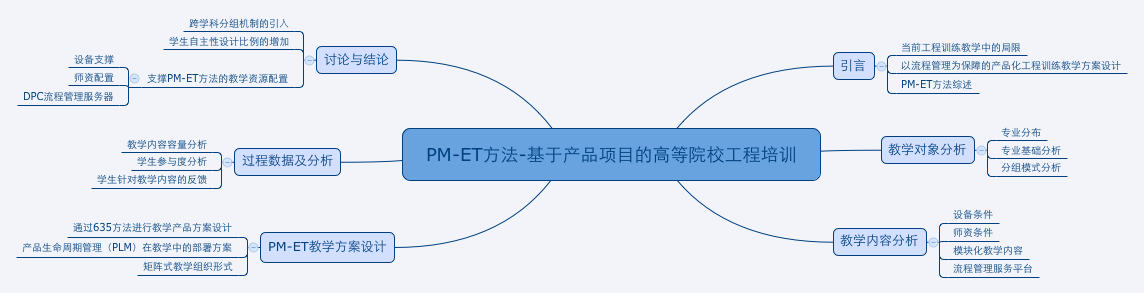 PM-ET方法-基于产品项目的高等院校工程培训
引言
当前工程训练教学中的局限
以流程管理为保障的产品化工程训练教学方案设计
PM-ET方法综述
教学对象分析
专业分布
专业基础分析
分组模式分析
教学内容分析
设备条件
师资条件
模块化教学内容
流程管理服务平台
PM-ET教学方案设计
通过635方法进行教学产品方案设计
产品生命周期管理（PLM）在教学中的部署方案
矩阵式教学组织形式
过程数据及分析
教学内容容量分析
学生参与度分析
学生针对教学内容的反馈
讨论与结论
跨学科分组机制的引入
学生自主性设计比例的增加
支撑PM-ET方法的教学资源配置
设备支撑
师资配置
DPC流程管理服务器